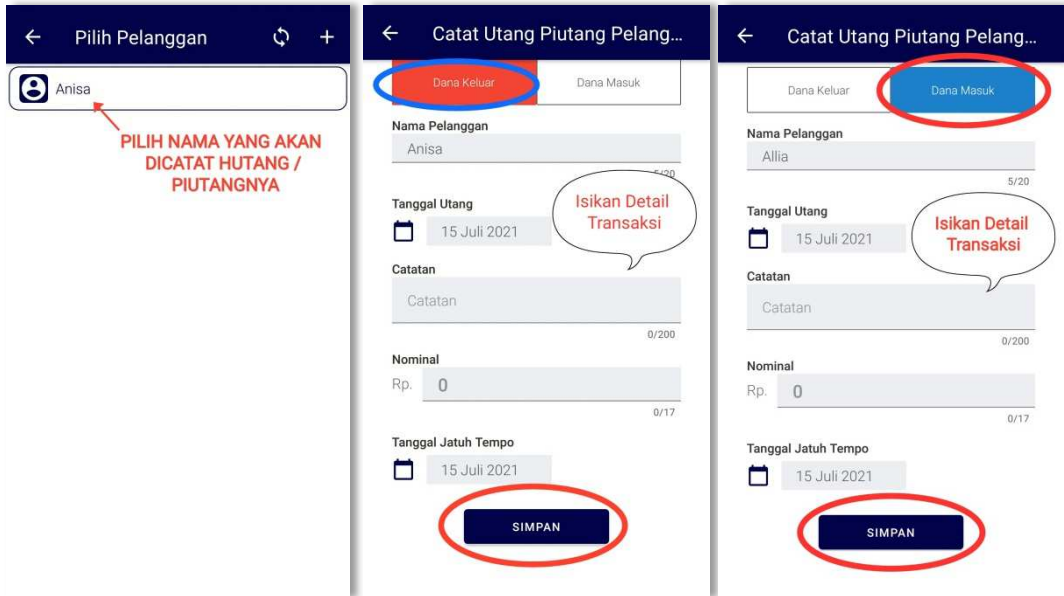 Pilih Pelanggan
Anisa
PILIH NAMA YANG AKAN
DICATAT HUTANG /
PIUTANGNYA
Catat Utang Piutang Pelang...
Dana Keluar
Dana Masuk
Nama Pelanggan
Anisa
5/20
Tanggal Utang
15 Juli 2021
Isikan Detail
Transaksi
Catatan
Catatan
0/200
Nominal
Rp. 0
0/17
Tanggal Jatuh Tempo
15 Juli 2021
SIMPAN
Catat Utang Piutang Pelang...
Dana Keluar
Dana Masuk
Nama Pelanggan
Allia
5/20
Tanggal Utang
15 Juli 2021
Isikan Detail
Transaksi
Catatan
Catatan
0/200
Nominal
Rp. 0
0/17
Tanggal Jatuh Tempo
15 Juli 2021
SIMPAN